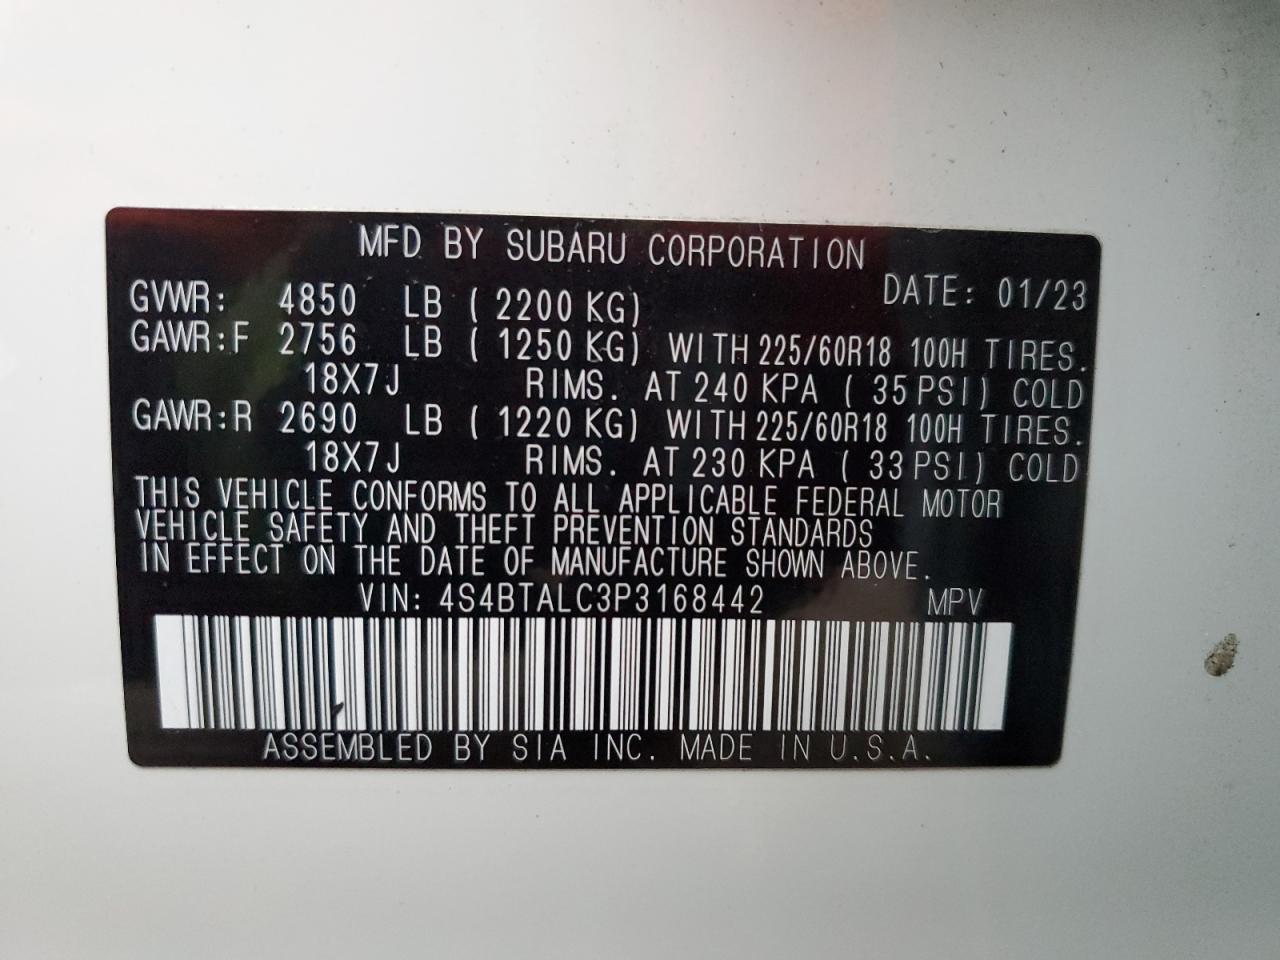 MFD BY SUBARU CORPORATION
DATE: 01/23
GVWR: 4850 LB ( 2200 KG)
GAWR:F 2756 LB ( 1250 KG) WITH 225/60R18 100H TIRES.
18X7J RIMS. AT 240 KPA ( 35 PSI) COLD
GAWR:R 2690 LB ( 1220 KG) WITH 225/60R18 100H TIRES.
18X7J RIMS. AT 230 KPA ( 33 PSI) COLD
THIS VEHICLE CONFORMS TO ALL APPLICABLE FEDERAL MOTOR
VEHICLE SAFETY AND THEFT PREVENTION STANDARDS
IN EFFECT ON THE DATE OF MANUFACTURE SHOWN ABOVE.
VIN: 4S4BTALC3P3168442 MPV
ASSEMBLED BY SIA INC. MADE IN U.S.A.